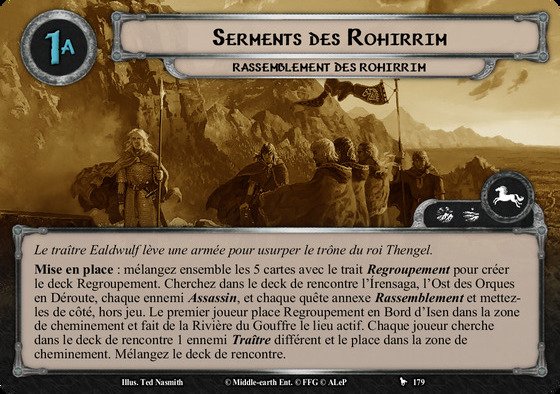 1A
SERMENTS DES ROHIRRIM
RASSEMBLEMENT DES ROHIRRIM
Le traître Ealdwulf lève une armée pour usurper le trône du roi Thengel.
Mise en place : mélangez ensemble les 5 cartes avec le trait Regroupement pour créer
le deck Regroupement. Cherchez dans le deck de rencontre l'Írensaga, l'Ost des Orques
en Déroute, chaque ennemi Assassin, et chaque quête annexe Rassemblement et mettez-
les de côté, hors jeu. Le premier joueur place Regroupement en Bord d'Isen dans la zone
de cheminement et fait de la Rivière du Gouffre le lieu actif. Chaque joueur cherche
dans le deck de rencontre 1 ennemi Traître différent et le place dans la zone de
cheminement. Mélangez le deck de rencontre.
Illus. Ted Nasmith © Middle-earth Ent. © FFG © ALeP 179